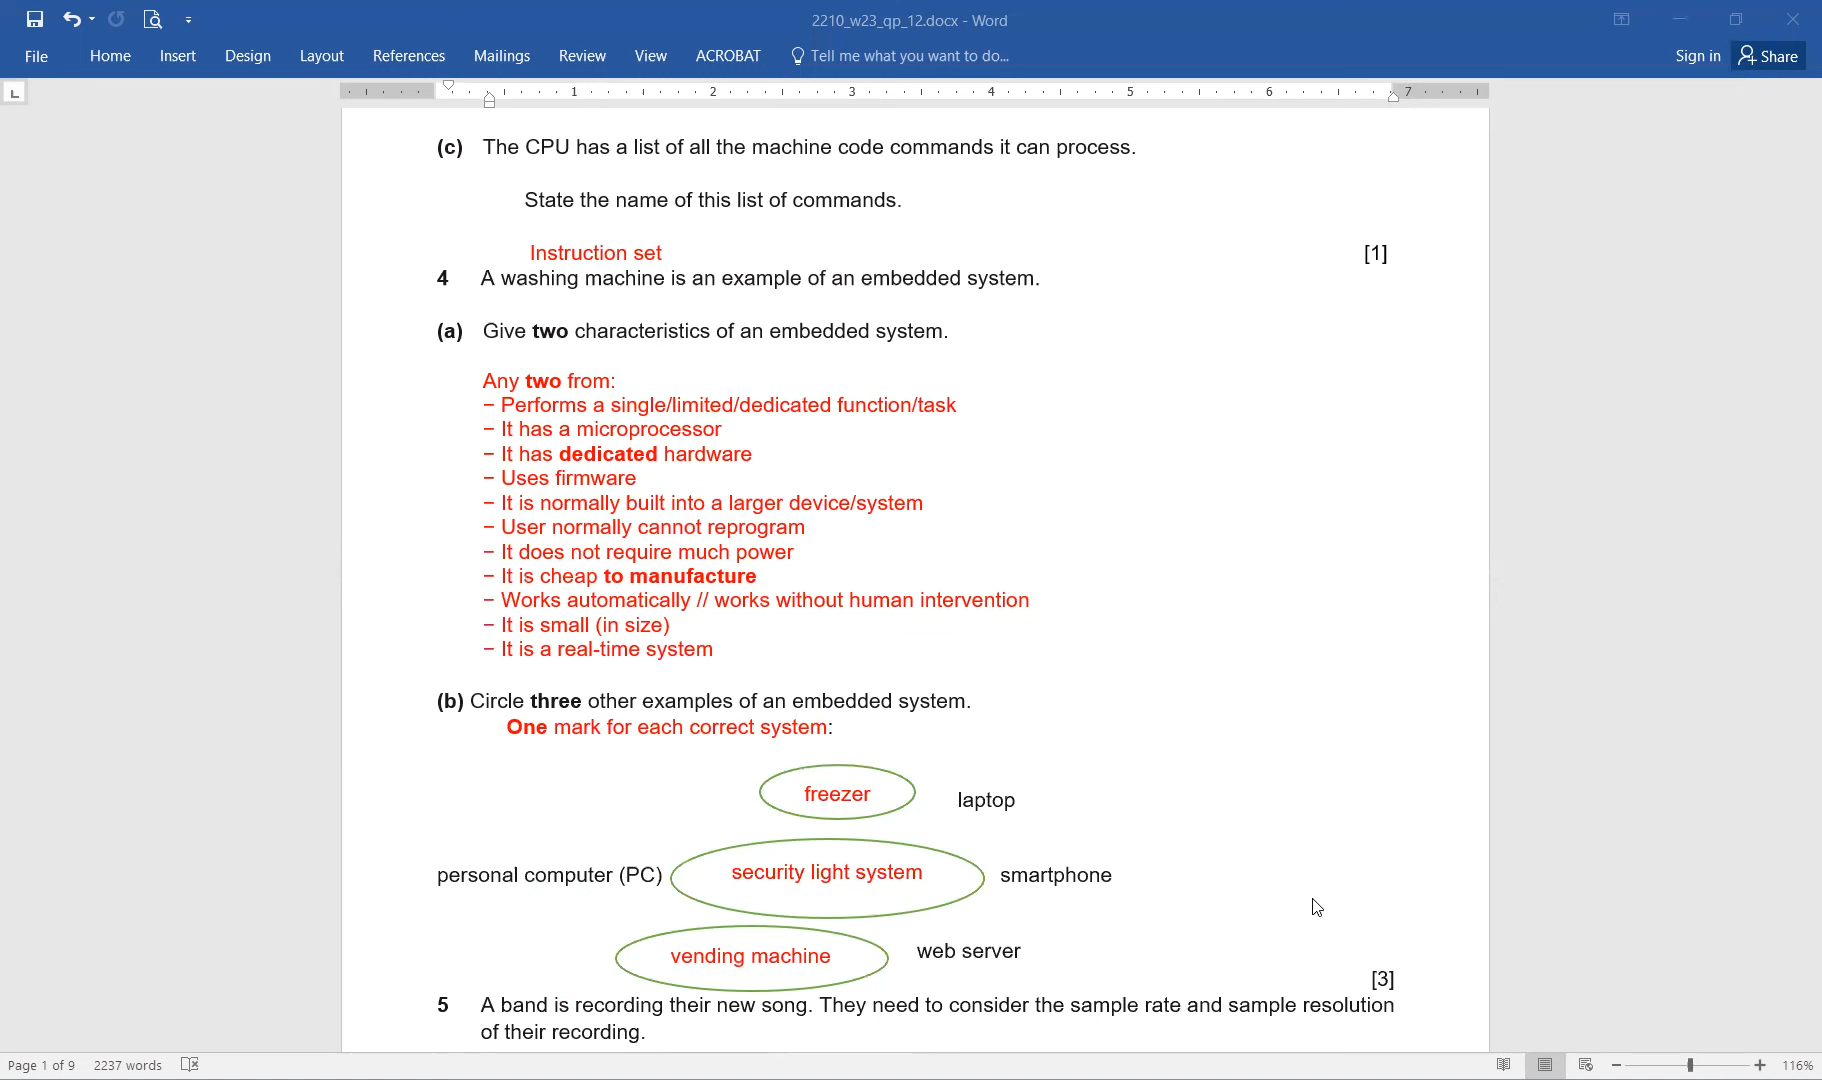 2210_w23_qp_12.docx - Word
File Home Insert Design Layout References Mailings Review View ACROBAT Tell me what you want to do... Sign in Share
1 2 3 4 5 6 7
(c) The CPU has a list of all the machine code commands it can process.
State the name of this list of commands.
Instruction set [1]
4 A washing machine is an example of an embedded system.
(a) Give two characteristics of an embedded system.
Any two from:
− Performs a single/limited/dedicated function/task
− It has a microprocessor
− It has dedicated hardware
− Uses firmware
− It is normally built into a larger device/system
− User normally cannot reprogram
− It does not require much power
− It is cheap to manufacture
− Works automatically // works without human intervention
− It is small (in size)
− It is a real-time system
(b) Circle three other examples of an embedded system.
One mark for each correct system:
freezer laptop
personal computer (PC) security light system smartphone
vending machine web server
[3]
5 A band is recording their new song. They need to consider the sample rate and sample resolution
of their recording.
Page 1 of 9 2237 words 116%